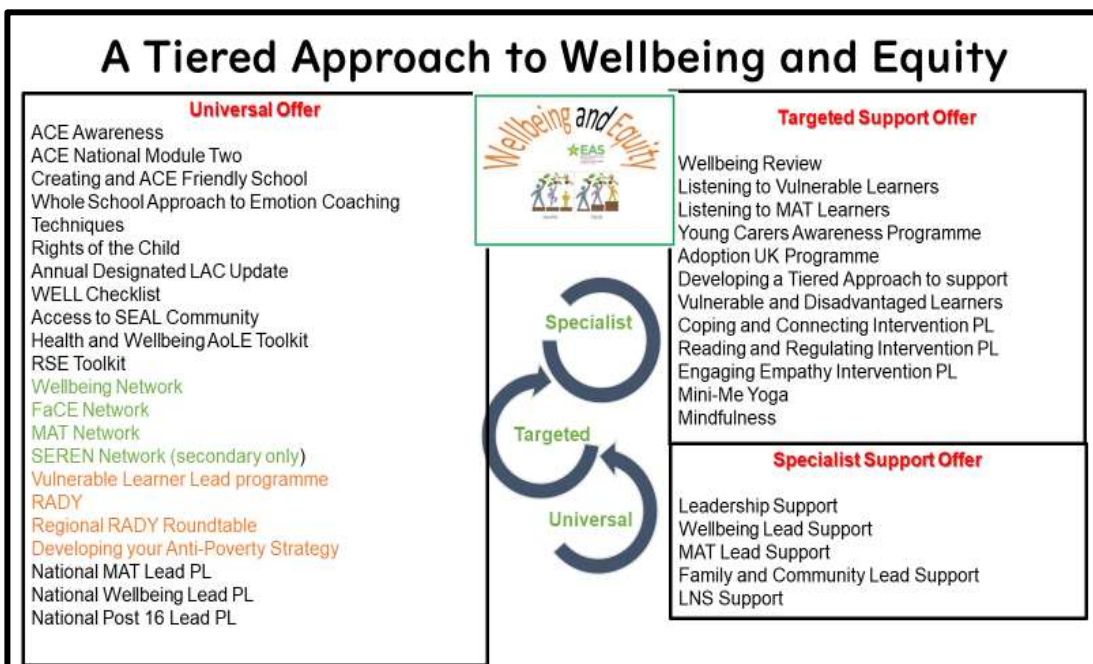 A Tiered Approach to Wellbeing and Equity
Universal Offer
ACE Awareness
ACE National Module Two
Creating and ACE Friendly School
Whole School Approach to Emotion Coaching
Techniques
Rights of the Child
Annual Designated LAC Update
WELL Checklist
Access to SEAL Community
Health and Wellbeing AoLE Toolkit
RSE Toolkit
Wellbeing Network
FaCE Network
MAT Network
SEREN Network (secondary only)
Vulnerable Learner Lead programme
RADY
Regional RADY Roundtable
Developing your Anti-Poverty Strategy
National MAT Lead PL
National Wellbeing Lead PL
National Post 16 Lead PL
Wellbeing and Equity
EAS
Specialist
Targeted
Universal
Targeted Support Offer
Wellbeing Review
Listening to Vulnerable Learners
Listening to MAT Learners
Young Carers Awareness Programme
Adoption UK Programme
Developing a Tiered Approach to support
Vulnerable and Disadvantaged Learners
Coping and Connecting Intervention PL
Reading and Regulating Intervention PL
Engaging Empathy Intervention PL
Mini-Me Yoga
Mindfulness
Specialist Support Offer
Leadership Support
Wellbeing Lead Support
MAT Lead Support
Family and Community Lead Support
LNS Support